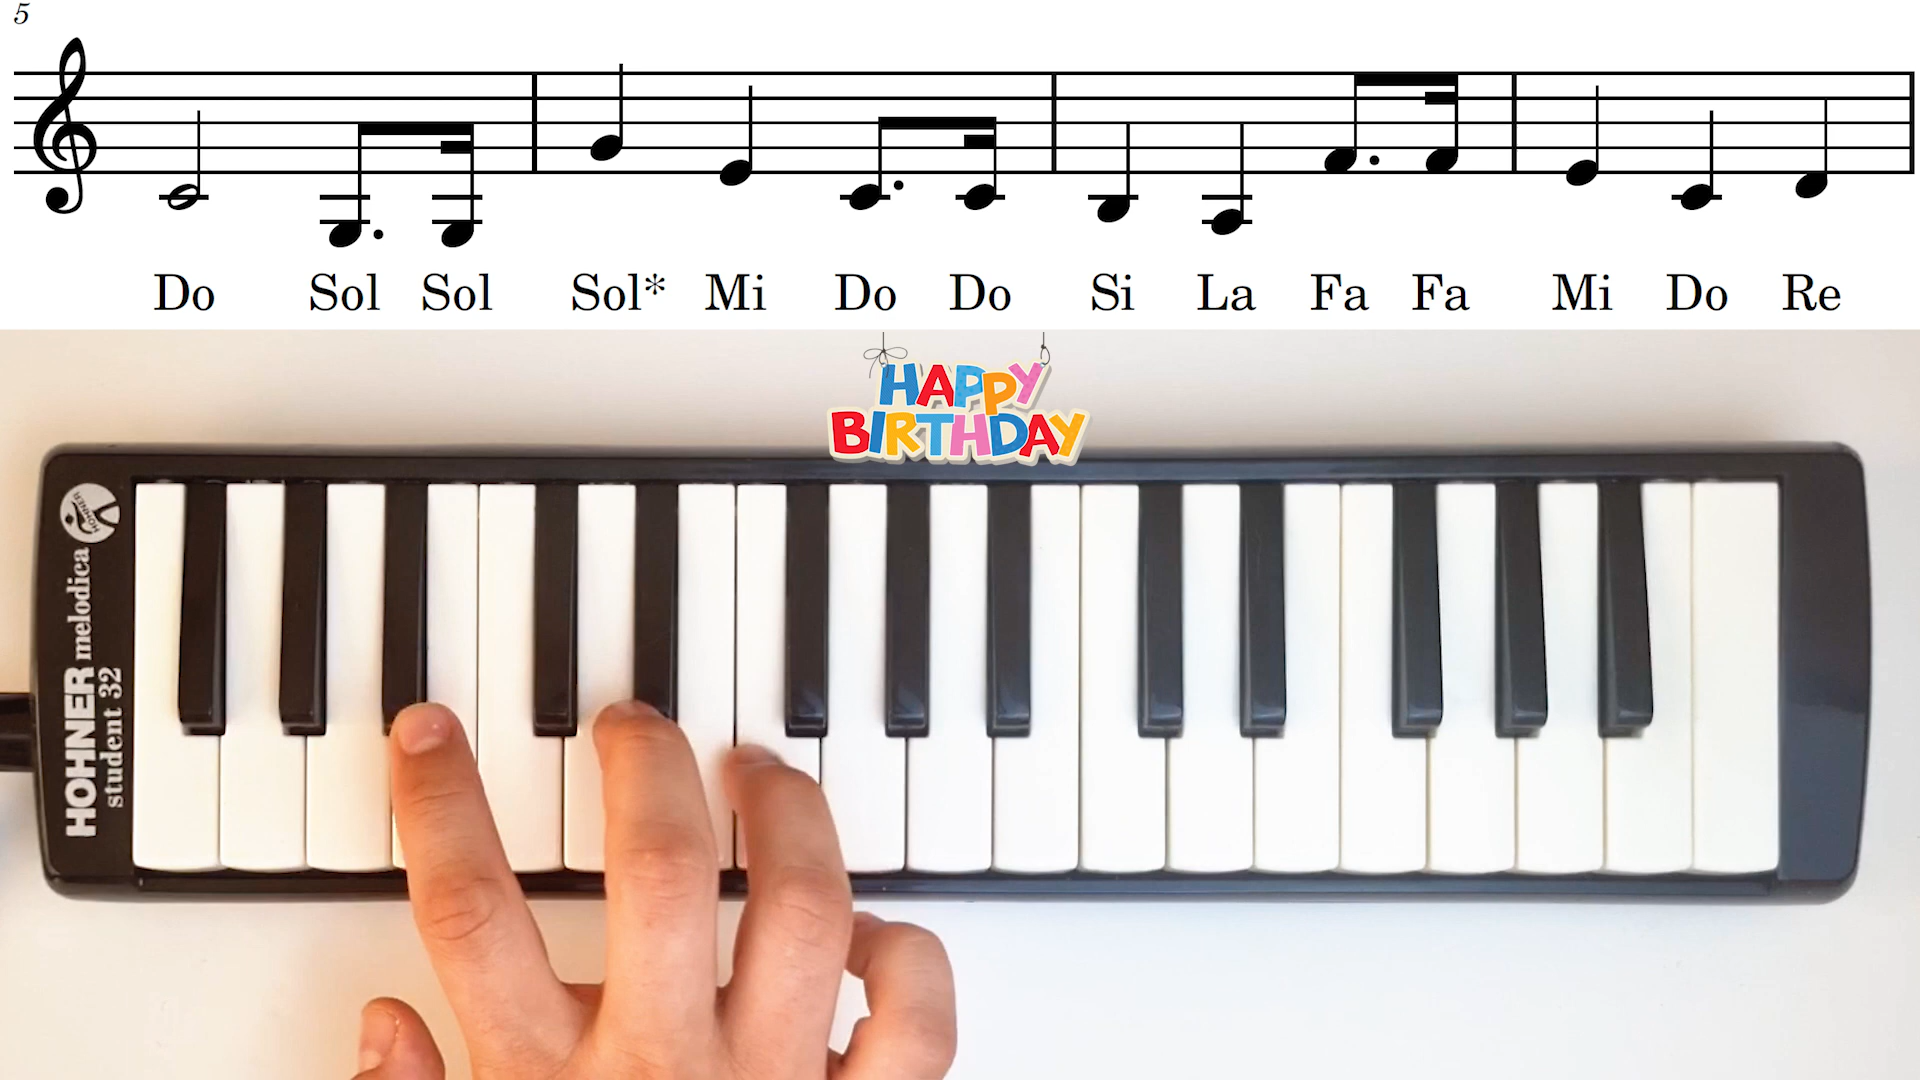 5
Do Sol Sol Sol* Mi Do Do Si La Fa Fa Mi Do Re
HAPPY
BIRTHDAY
HOHNER
HOHNER melodica
student 32